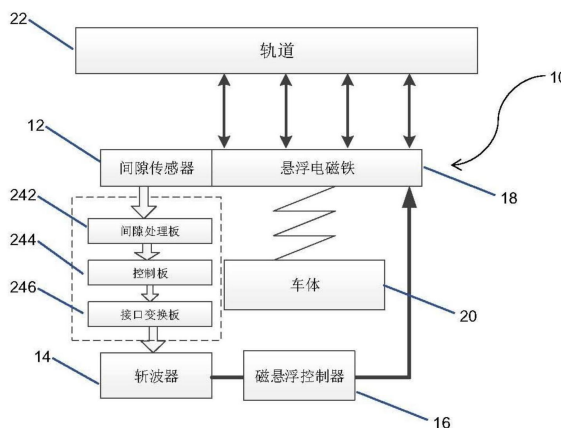 22
轨道
10
12
间隙传感器
悬浮电磁铁
18
242
间隙处理板
244
控制板
246
接口变换板
车体
20
14
斩波器
磁悬浮控制器
16